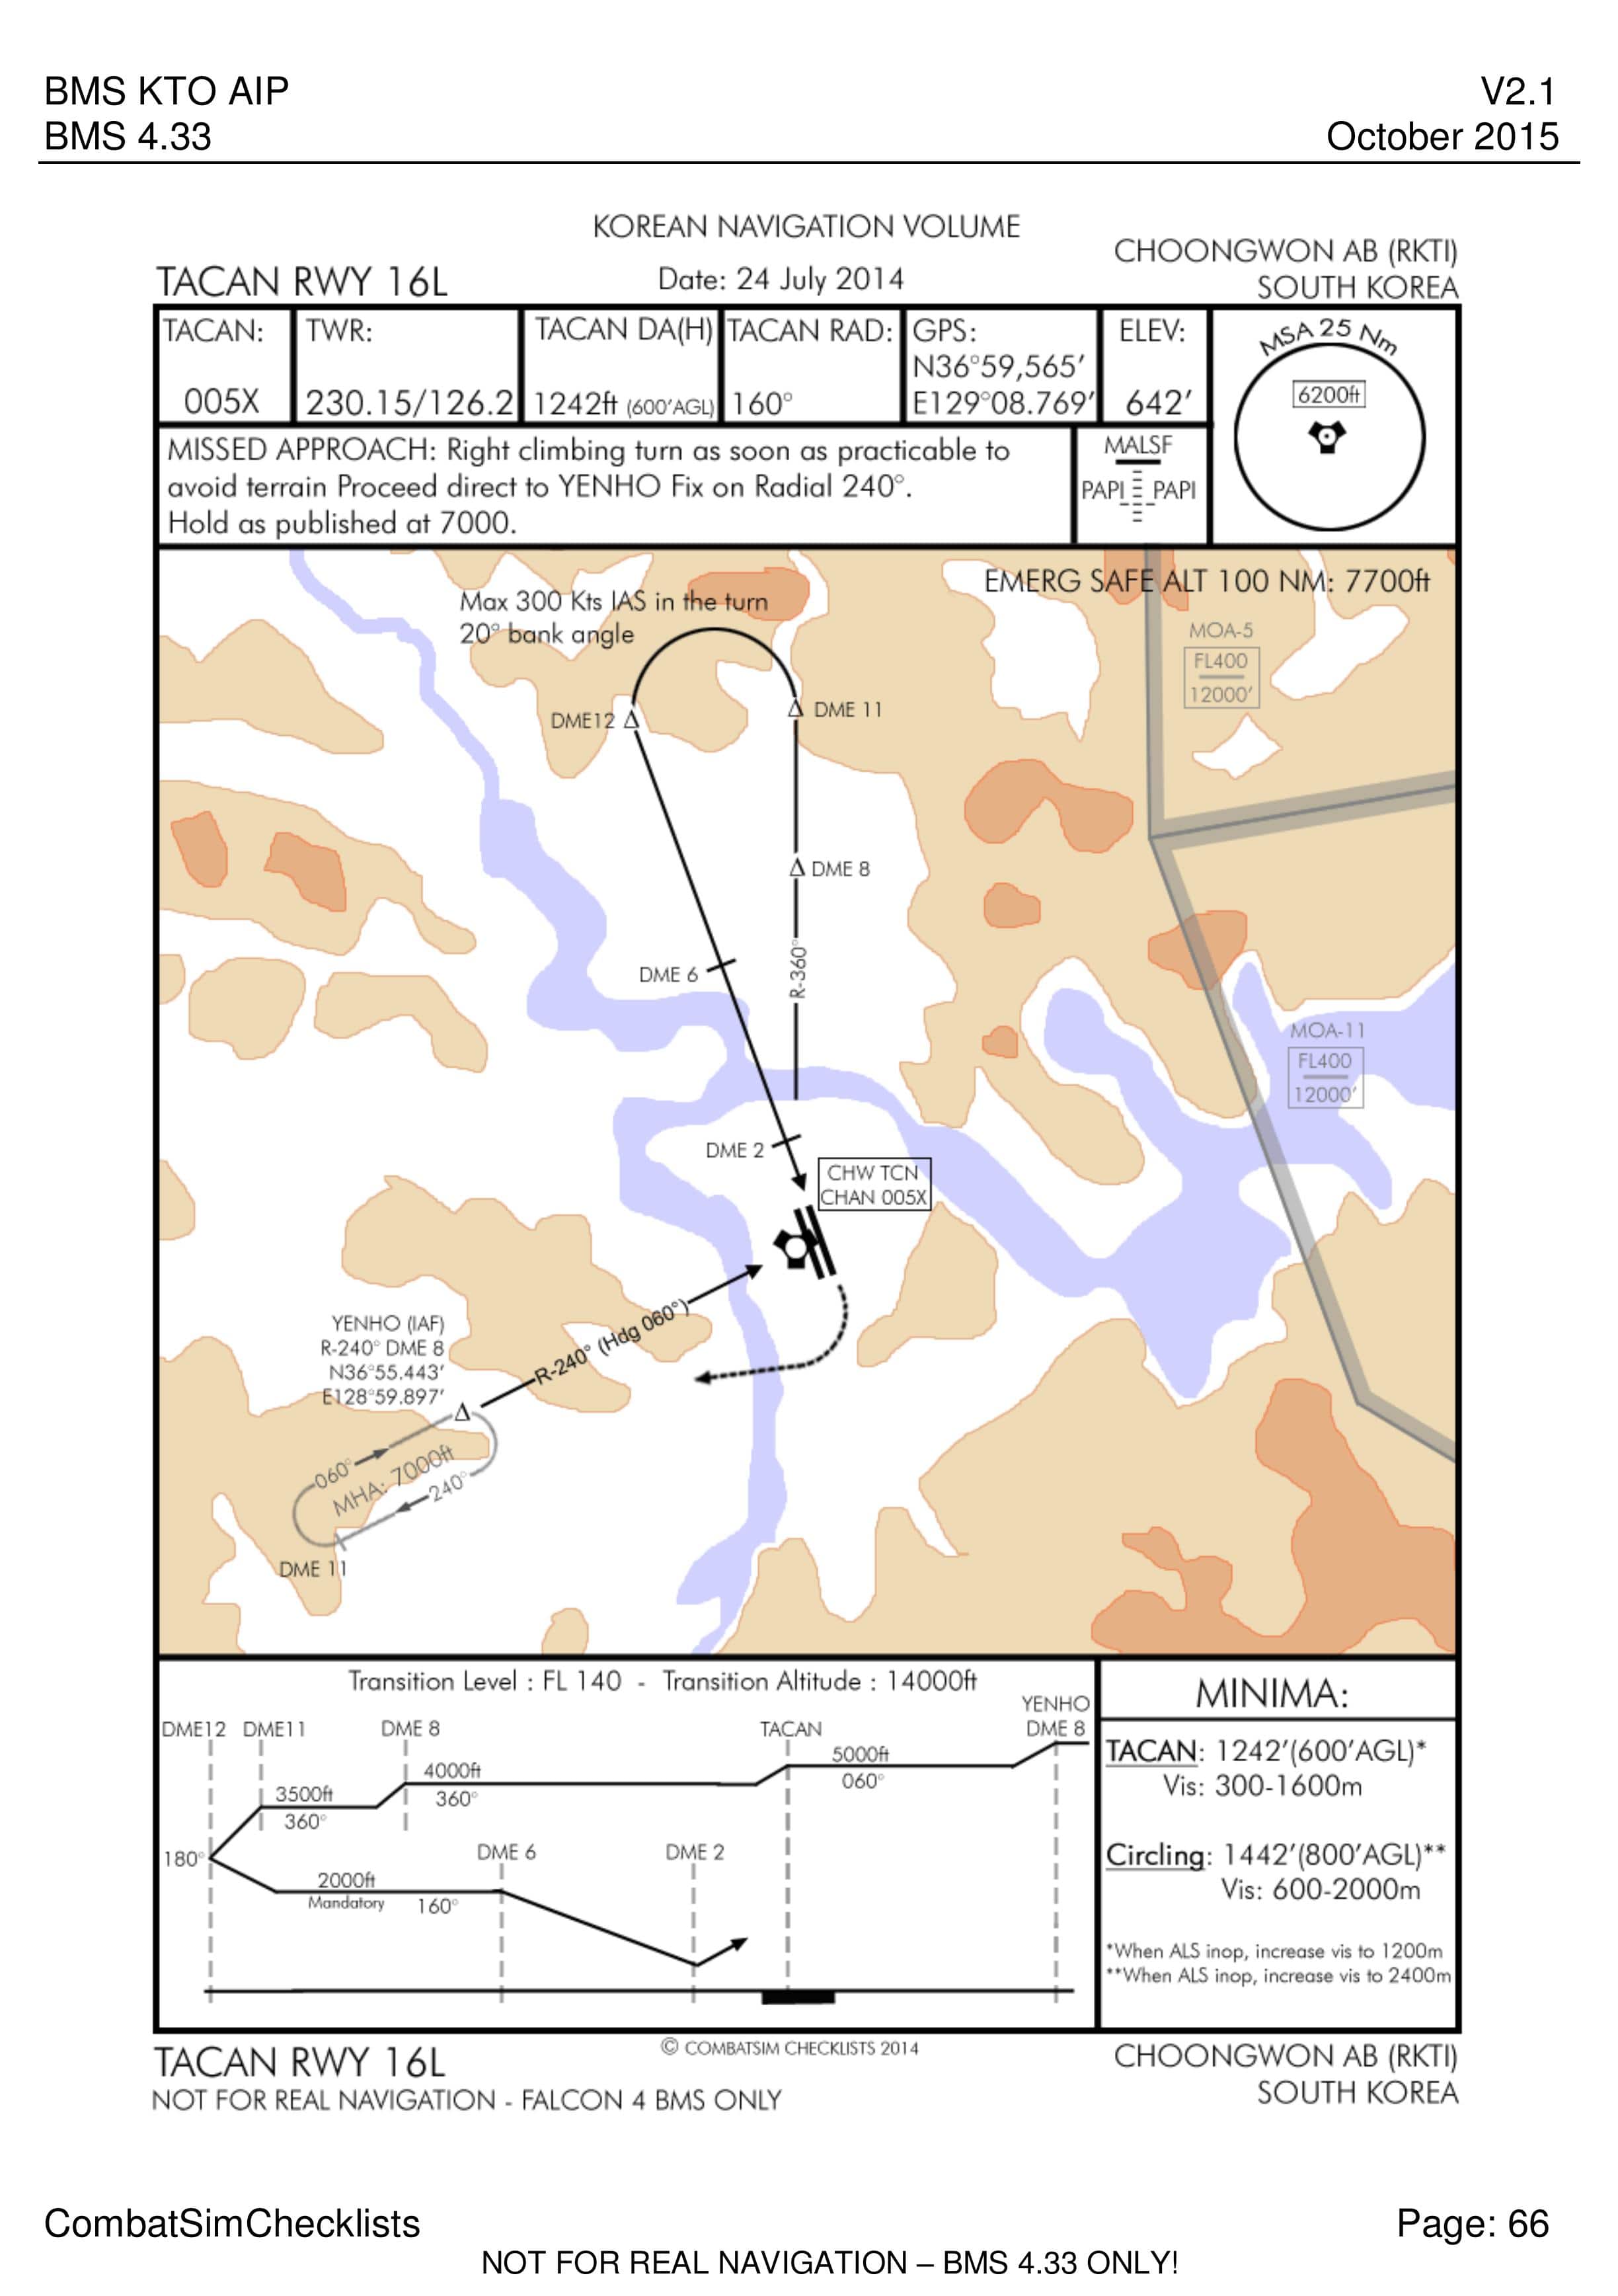 BMS KTO AIP
V2.1
BMS 4.33
October 2015
KOREAN NAVIGATION VOLUME
TACAN RWY 16L
Date: 24 July 2014
CHOONGWON AB (RKTI)
SOUTH KOREA
TACAN:
005X
TWR:
230.15/126.2
TACAN DA(H)
1242ft (600'AGL)
TACAN RAD:
160°
GPS:
N36°59,565'
E129°08.769'
ELEV:
642'
MSA 25 Nm
6200ft
MISSED APPROACH: Right climbing turn as soon as practicable to
avoid terrain Proceed direct to YENHO Fix on Radial 240°.
Hold as published at 7000.
MALSF
PAPI PAPI
EMERG SAFE ALT 100 NM: 7700ft
Max 300 Kts IAS in the turn
20° bank angle
MOA-5
FL400
12000'
DME12
DME 11
DME 8
DME 6
R-360°
MOA-11
FL400
12000'
DME 2
CHW TCN
CHAN 005X
R-240° (Hdg 060°)
YENHO (IAF)
R-240° DME 8
N36°55.443'
E128°59.897'
060°
MHA: 7000ft
240°
DME 11
Transition Level : FL 140 - Transition Altitude : 14000ft
YENHO
DME12 DME11 DME 8 TACAN DME 8
5000ft
060°
4000ft
360°
3500ft
360°
180°
DME 6 DME 2
2000ft
Mandatory 160°
MINIMA:
TACAN: 1242'(600'AGL)*
Vis: 300-1600m
Circling: 1442'(800'AGL)**
Vis: 600-2000m
*When ALS inop, increase vis to 1200m
**When ALS inop, increase vis to 2400m
TACAN RWY 16L
© COMBATSIM CHECKLISTS 2014
CHOONGWON AB (RKTI)
NOT FOR REAL NAVIGATION - FALCON 4 BMS ONLY
SOUTH KOREA
CombatSimChecklists
Page: 66
NOT FOR REAL NAVIGATION – BMS 4.33 ONLY!